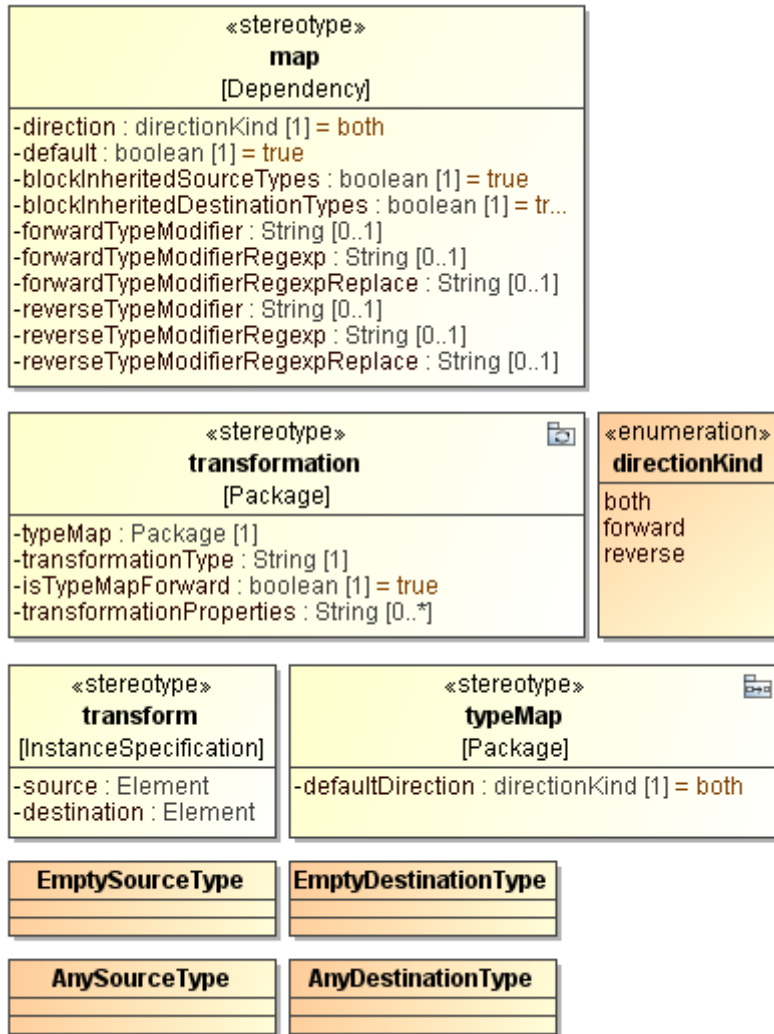 «stereotype»
map
[Dependency]
-direction : directionKind [1] = both
-default : boolean [1] = true
-blockInheritedSourceTypes : boolean [1] = true
-blockInheritedDestinationTypes : boolean [1] = tr...
-forwardTypeModifier : String [0..1]
-forwardTypeModifierRegexp : String [0..1]
-forwardTypeModifierRegexpReplace : String [0..1]
-reverseTypeModifier : String [0..1]
-reverseTypeModifierRegexp : String [0..1]
-reverseTypeModifierRegexpReplace : String [0..1]
«stereotype»
transformation
[Package]
-typeMap : Package [1]
-transformationType : String [1]
-isTypeMapForward : boolean [1] = true
-transformationProperties : String [0..*]
«enumeration»
directionKind
both
forward
reverse
«stereotype»
transform
[InstanceSpecification]
-source : Element
-destination : Element
«stereotype»
typeMap
[Package]
-defaultDirection : directionKind [1] = both
EmptySourceType
EmptyDestinationType
AnySourceType
AnyDestinationType